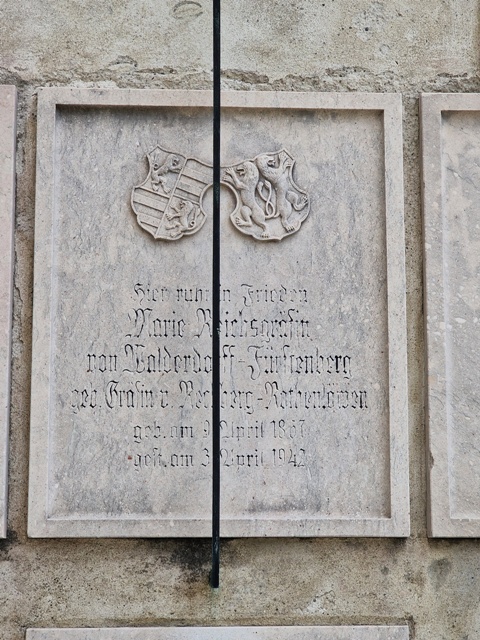 Hier ruht in Frieden
Marie Reichsgräfin
von Walderdorff-Fürstenberg
geb. Gräfin v. Rechberg-Rothenlöwen
geb. am April 1867
gest. am 3 April 1942